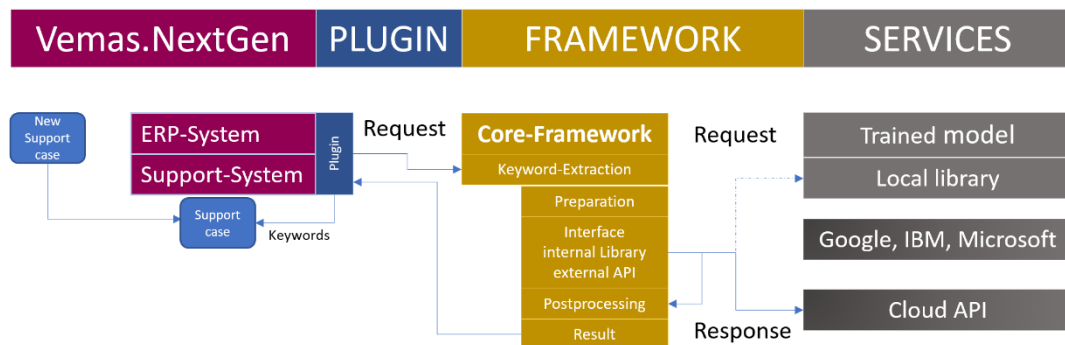 Vemas.NextGen
PLUGIN
FRAMEWORK
SERVICES
New
Support
case
ERP-System
Support-System
Plugin
Support
case
Keywords
Request
Core-Framework
Keyword-Extraction
Preparation
Interface
internal Library
external API
Postprocessing
Result
Request
Response
Trained model
Local library
Google, IBM, Microsoft
Cloud API